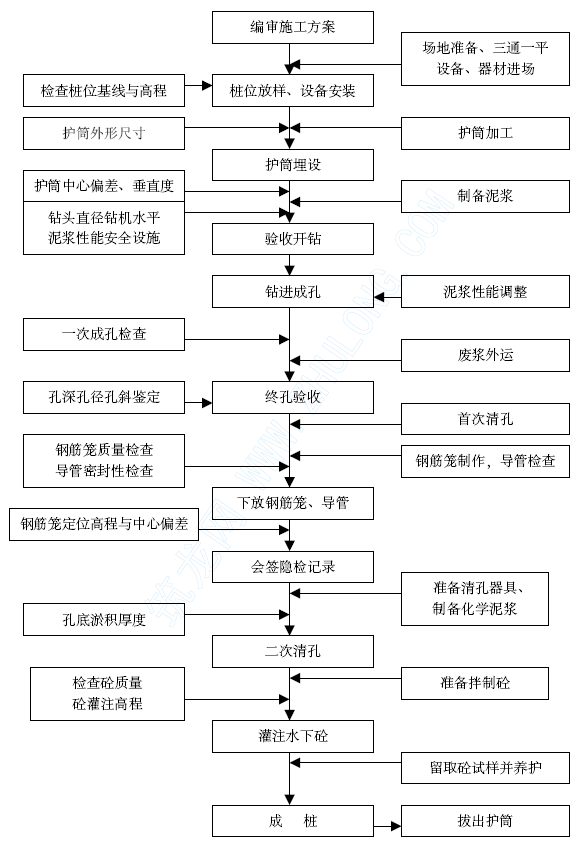 编审施工方案
场地准备、三通一平
设备、器材进场
检查桩位基线与高程
桩位放样、设备安装
护筒外形尺寸
护筒加工
护筒埋设
护筒中心偏差、垂直度
制备泥浆
钻头直径钻机水平
泥浆性能安全设施
验收开钻
钻进成孔
泥浆性能调整
一次成孔检查
废浆外运
孔深孔径孔斜鉴定
终孔验收
首次清孔
钢筋笼质量检查
导管密封性检查
钢筋笼制作，导管检查
下放钢筋笼、导管
钢筋笼定位高程与中心偏差
会签隐检记录
准备清孔器具、
制备化学泥浆
孔底淤积厚度
二次清孔
检查砼质量
砼灌注高程
准备拌制砼
灌注水下砼
留取砼试样并养护
成 桩
拔出护筒
筑龙网 WWW.ZHULONG.COM